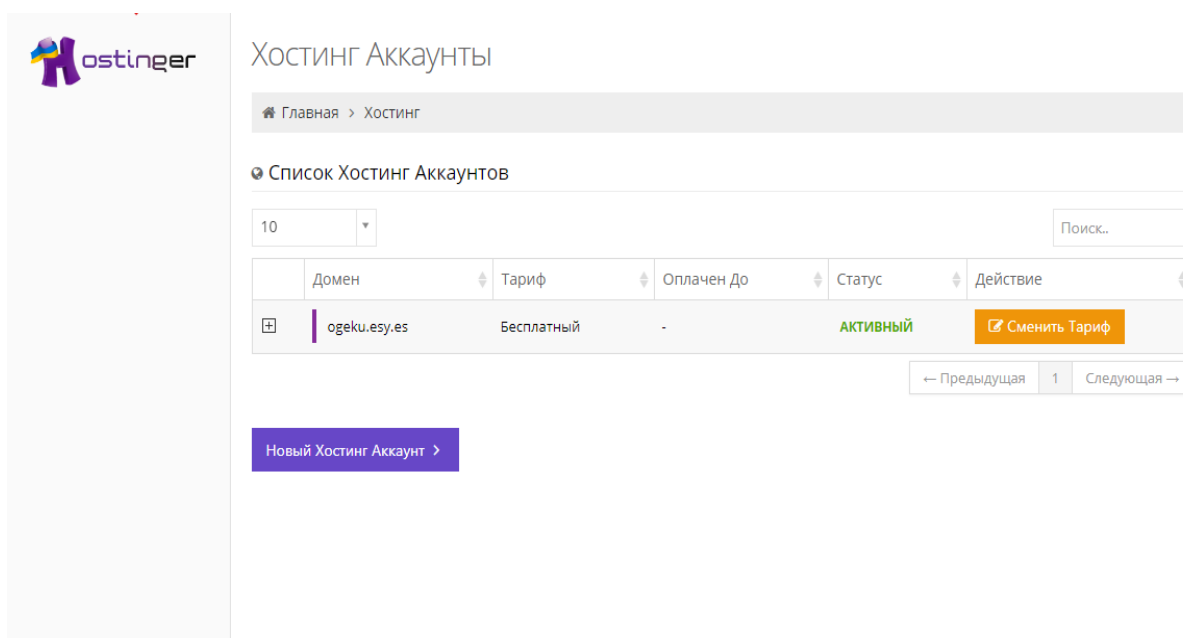 Hostinger
Хостинг Аккаунты
Главная > Хостинг
Список Хостинг Аккаунтов
10
Поиск..
Домен Тариф Оплачен До Статус Действие
ogeku.esy.es Бесплатный - АКТИВНЫЙ Сменить Тариф
← Предыдущая 1 Следующая →
Новый Хостинг Аккаунт >